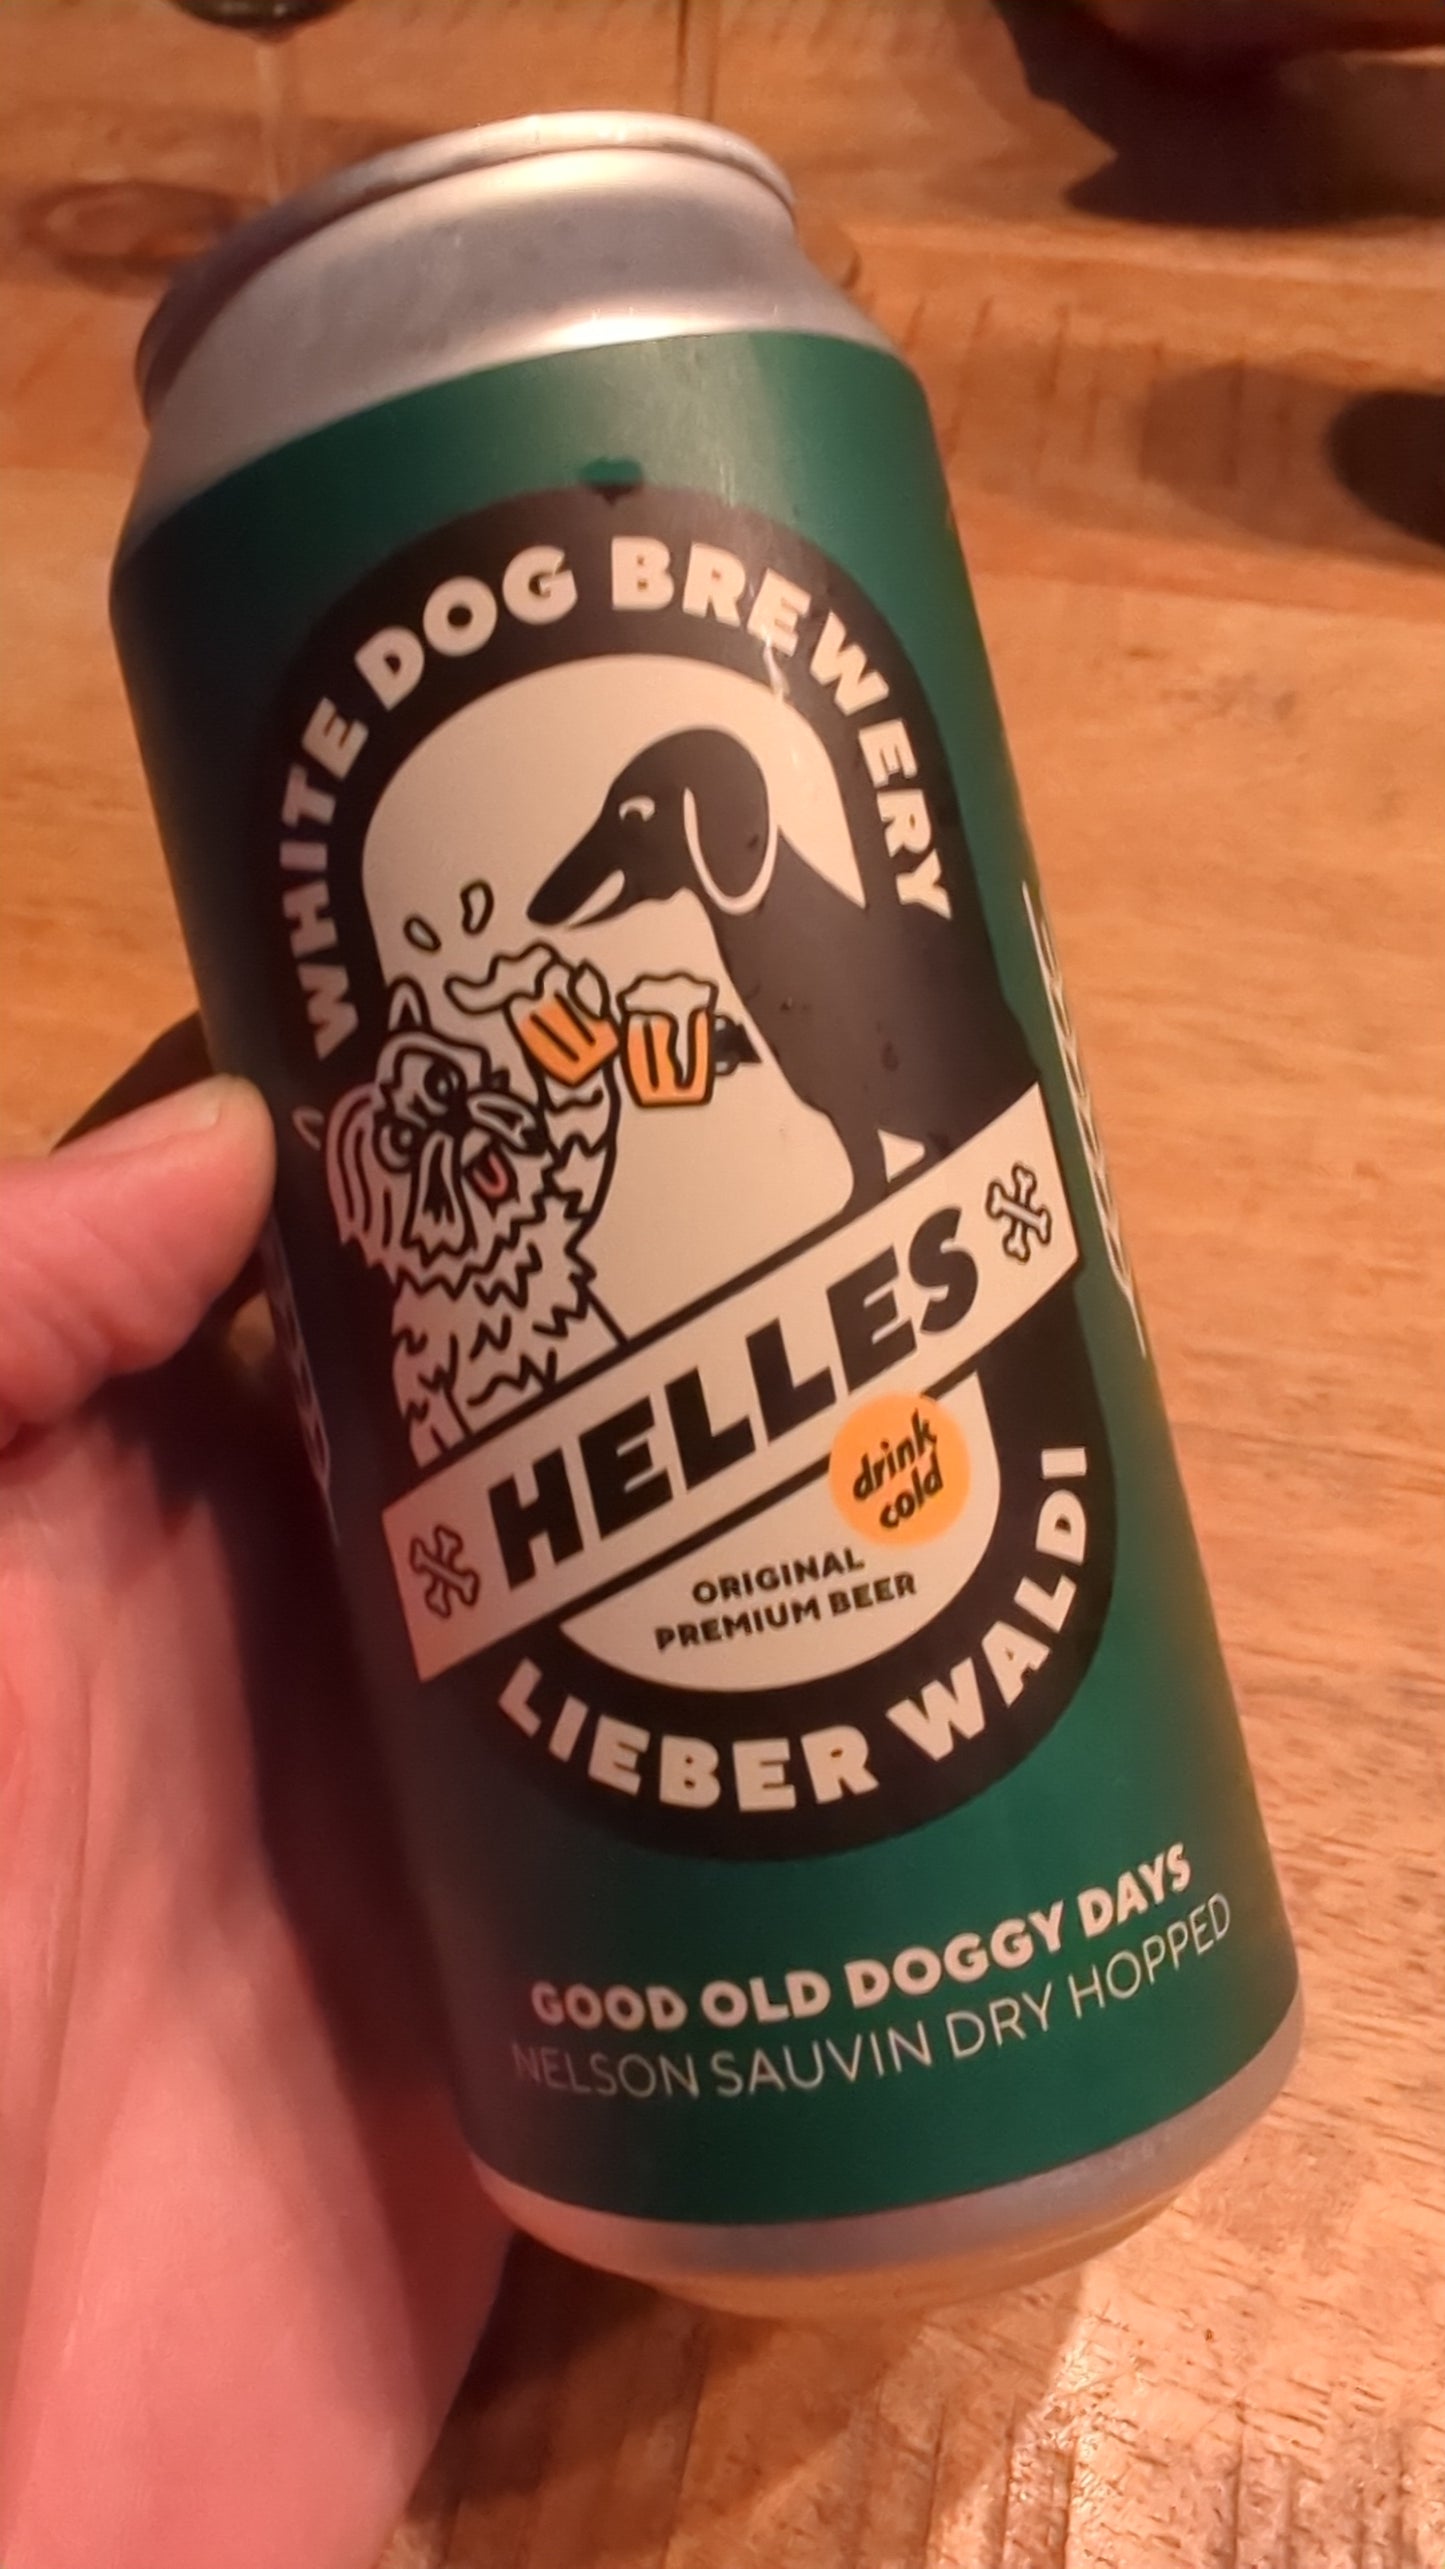 WHITE DOG BREWERY
HELLES
drink
cold
ORIGINAL
PREMIUM BEER
LIEBER WALDI
GOOD OLD DOGGY DAYS
NELSON SAUVIN DRY HOPPED